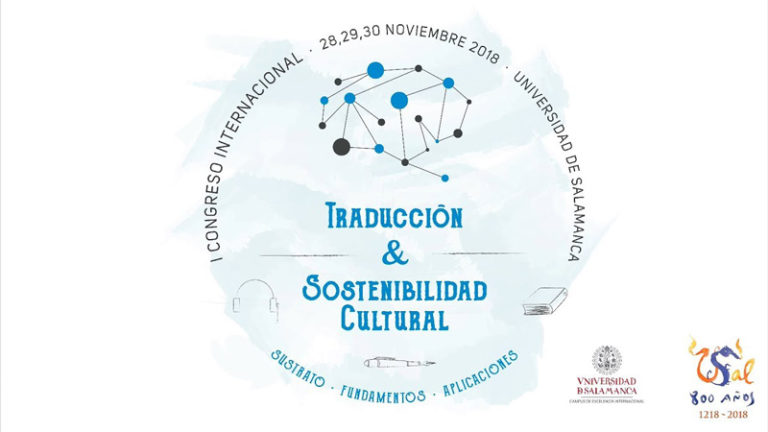 I CONGRESO INTERNACIONAL · 28,29,30 NOVIEMBRE 2018 · UNIVERSIDAD DE SALAMANCA
TRADUCCIÓN
&
SOSTENIBILIDAD
CULTURAL
SUSTRATO · FUNDAMENTOS · APLICACIONES
VNIVERSIDAD
D SALAMANCA
CAMPUS DE EXCELENCIA INTERNACIONAL
USal
800 AÑOS
1218 ~ 2018